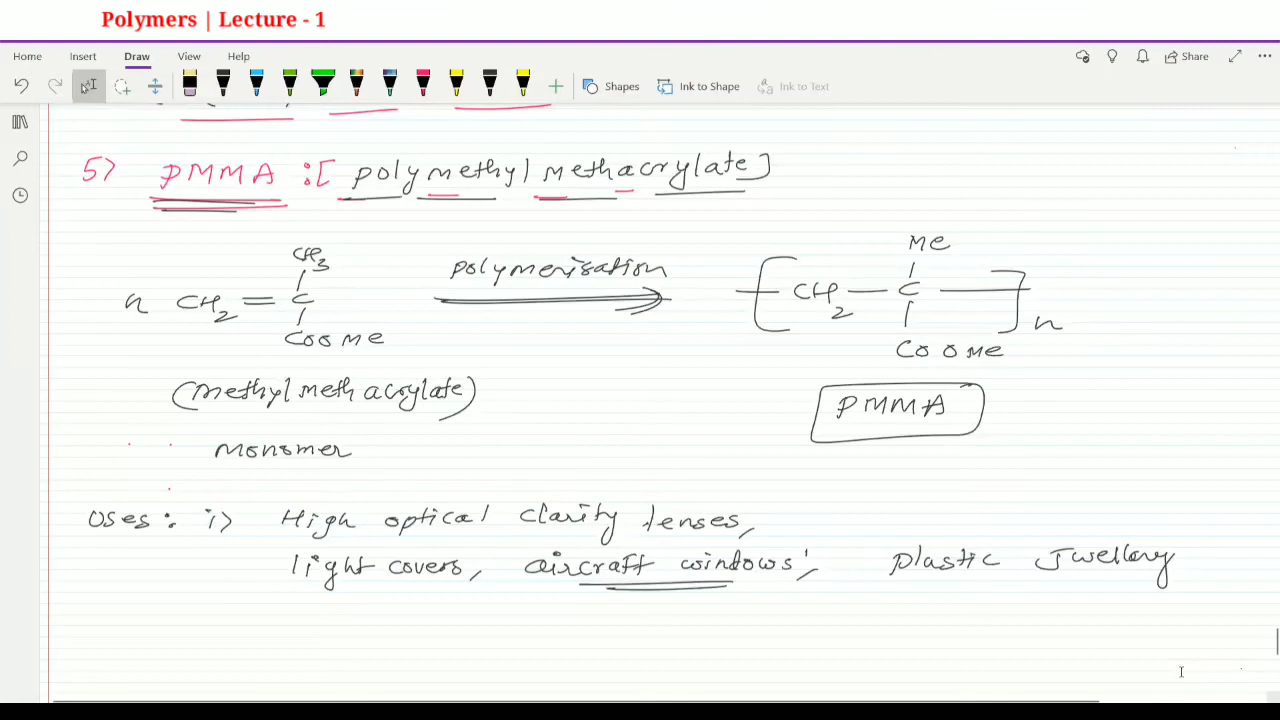 Polymers | Lecture - 1
Home Insert Draw View Help Share
Shapes Ink to Shape Ink to Text
5) PMMA :[ polymethyl methacrylate]
CH3 Me
n CH2 = C polymerisation [ CH2 — C ]n
COOMe COOMe
(methylmethacrylate) PMMA
Monomer
Uses: i) High optical clarity lenses,
light covers, aircraft windows', plastic Jwellery